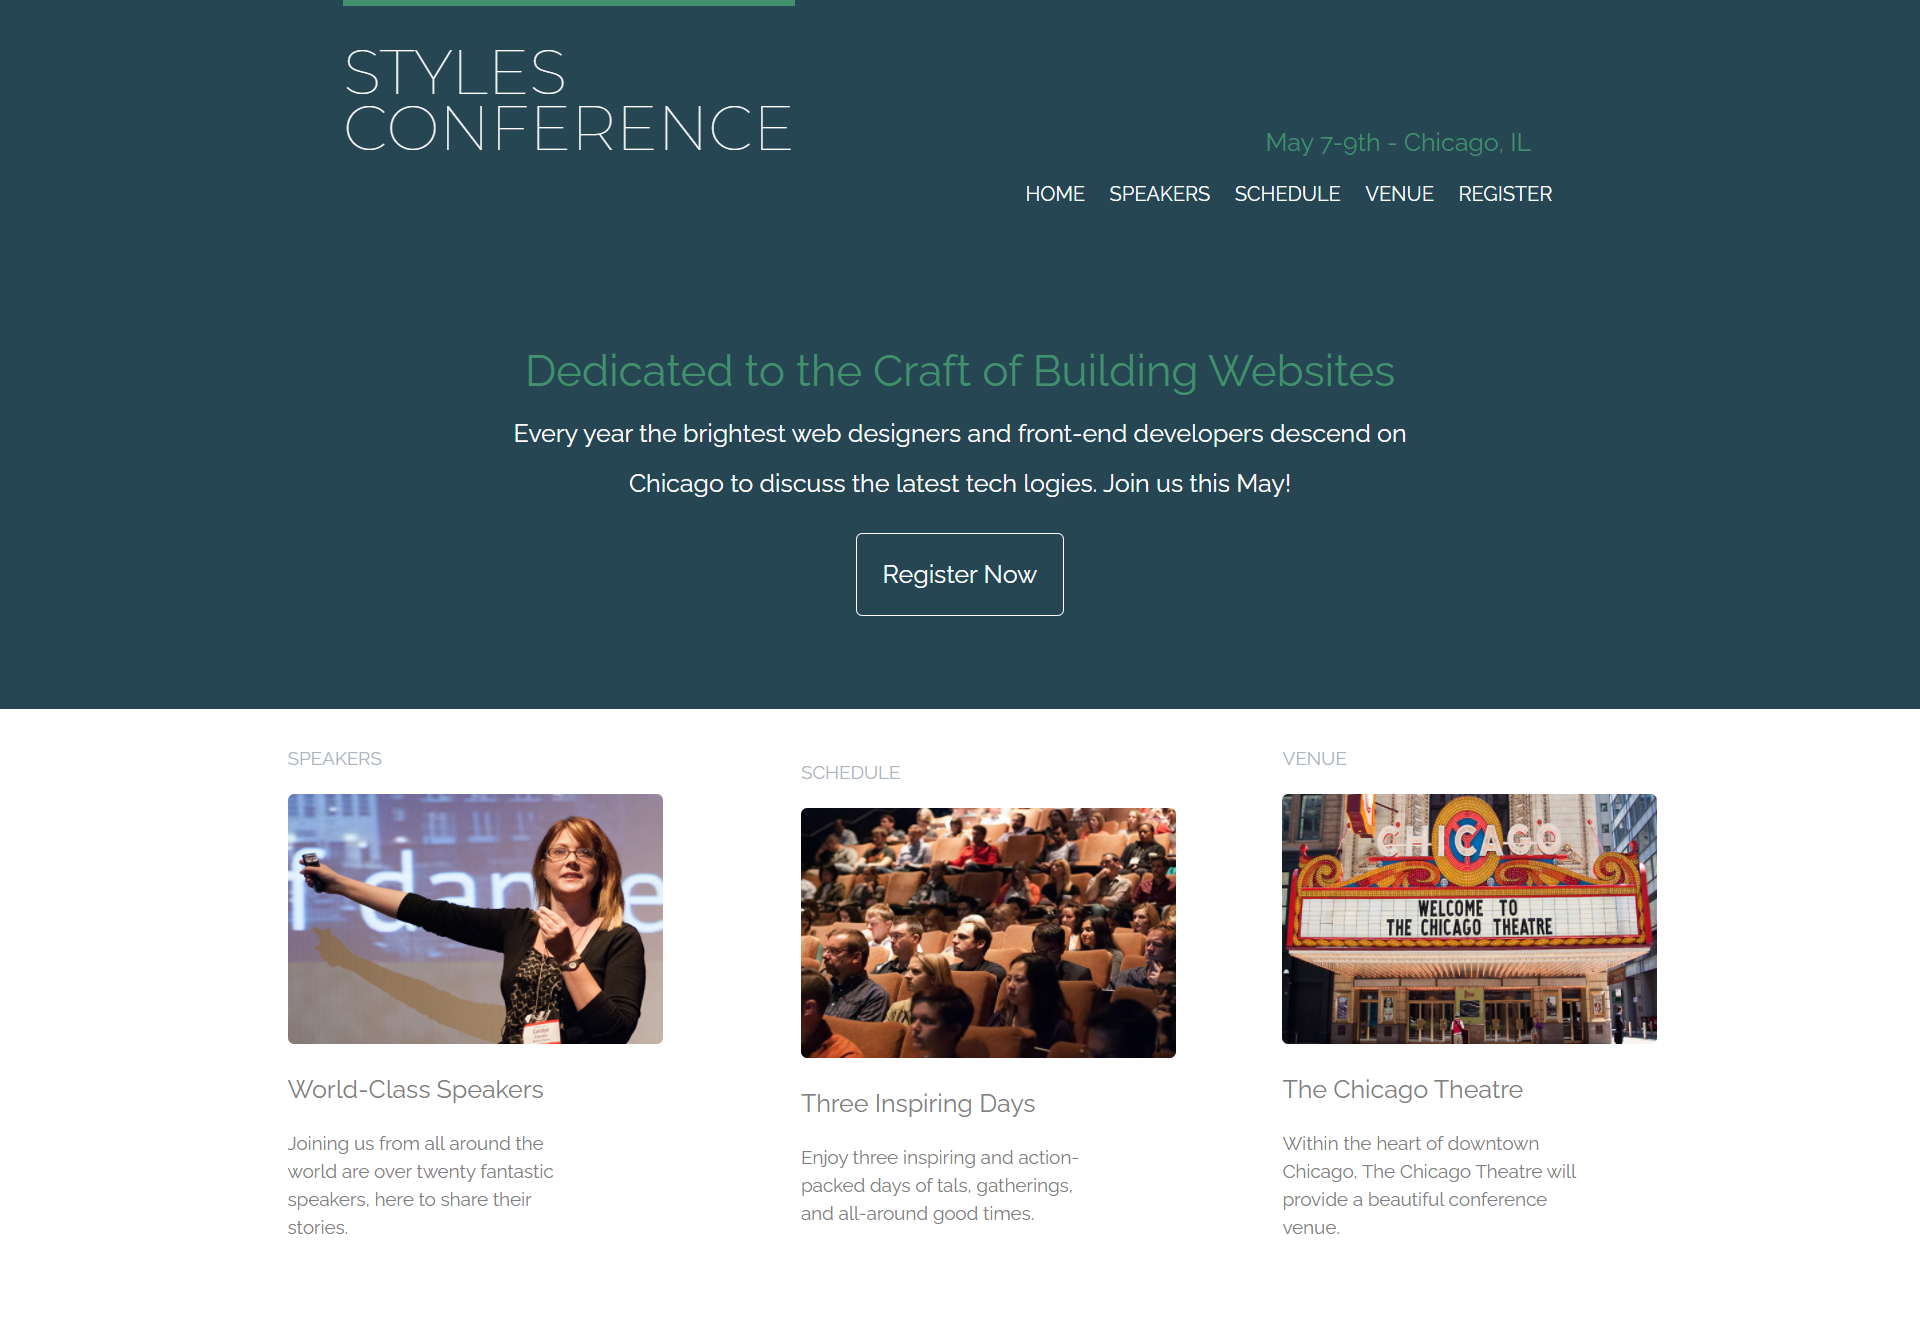 STYLES
CONFERENCE
May 7-9th - Chicago, IL
HOME SPEAKERS SCHEDULE VENUE REGISTER
Dedicated to the Craft of Building Websites
Every year the brightest web designers and front-end developers descend on
Chicago to discuss the latest tech logies. Join us this May!
Register Now
SPEAKERS
f dan e
World-Class Speakers
Joining us from all around the
world are over twenty fantastic
speakers, here to share their
stories.
SCHEDULE
Three Inspiring Days
Enjoy three inspiring and action-
packed days of tals, gatherings,
and all-around good times.
VENUE
CHICAGO
WELCOME TO
THE CHICAGO THEATRE
The Chicago Theatre
Within the heart of downtown
Chicago, The Chicago Theatre will
provide a beautiful conference
venue.